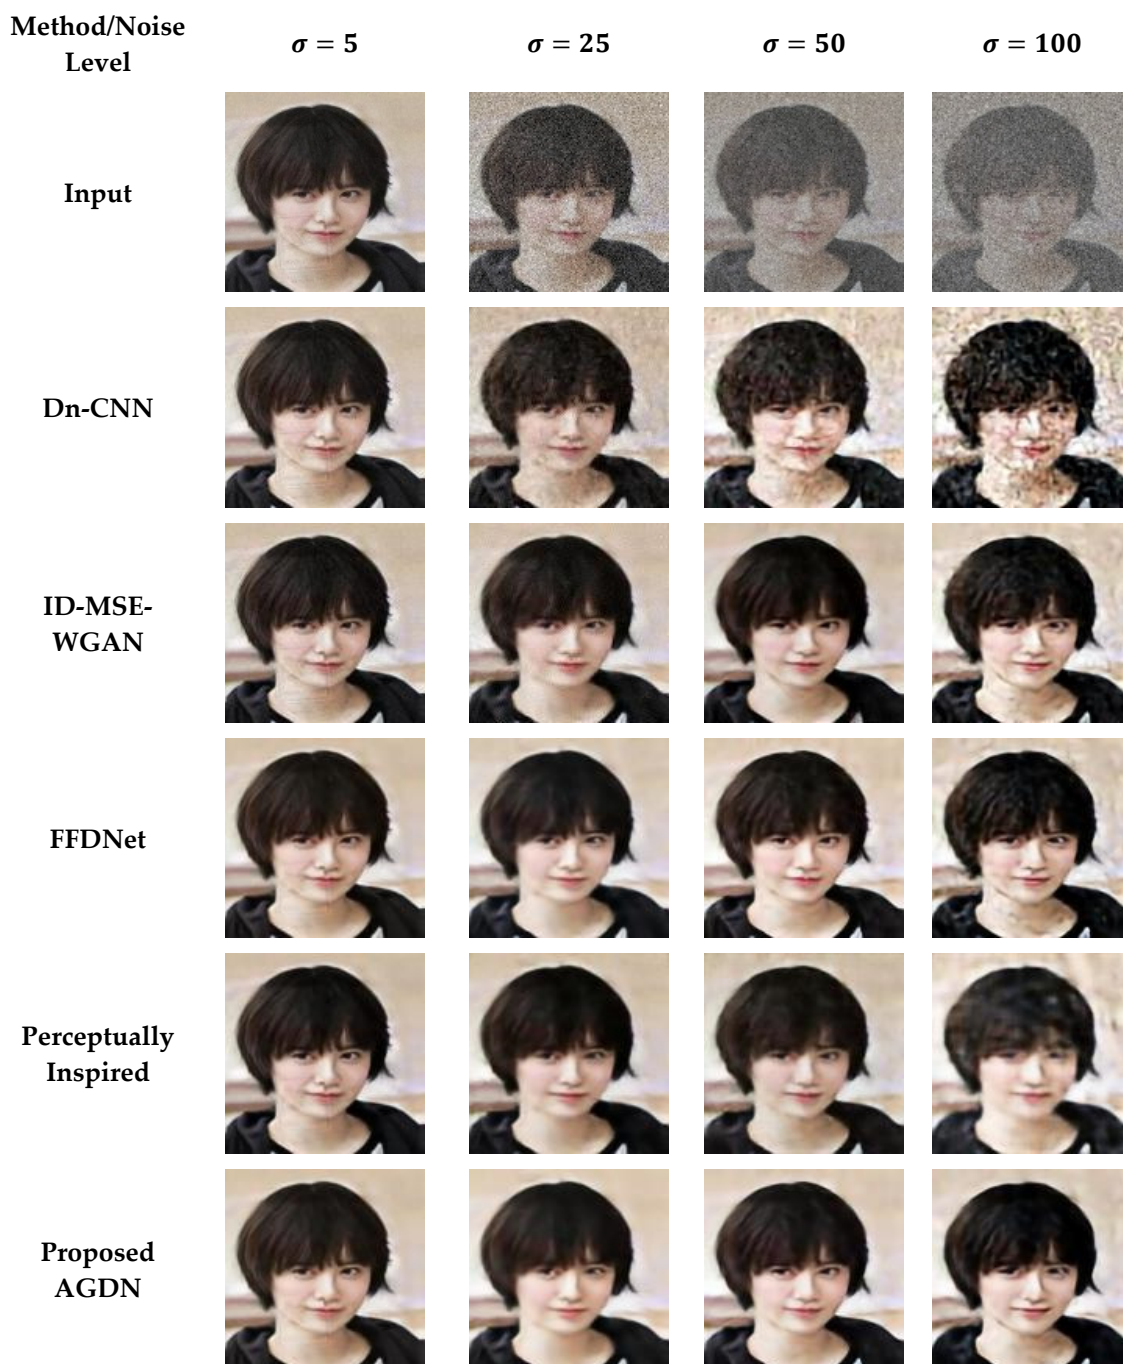 Method/Noise
Level
𝝈 = 𝟓
𝝈 = 𝟐𝟓
𝝈 = 𝟓𝟎
𝝈 = 𝟏𝟎𝟎
Input
Dn-CNN
ID-MSE-
WGAN
FFDNet
Perceptually
Inspired
Proposed
AGDN